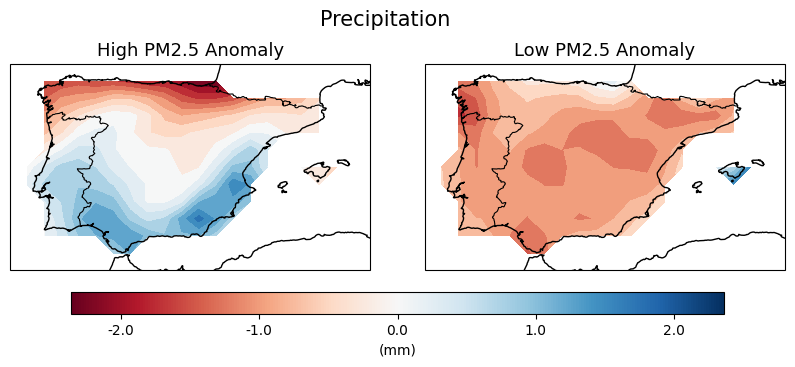 Precipitation
High PM2.5 Anomaly
Low PM2.5 Anomaly
-2.0 -1.0 0.0 1.0 2.0
(mm)